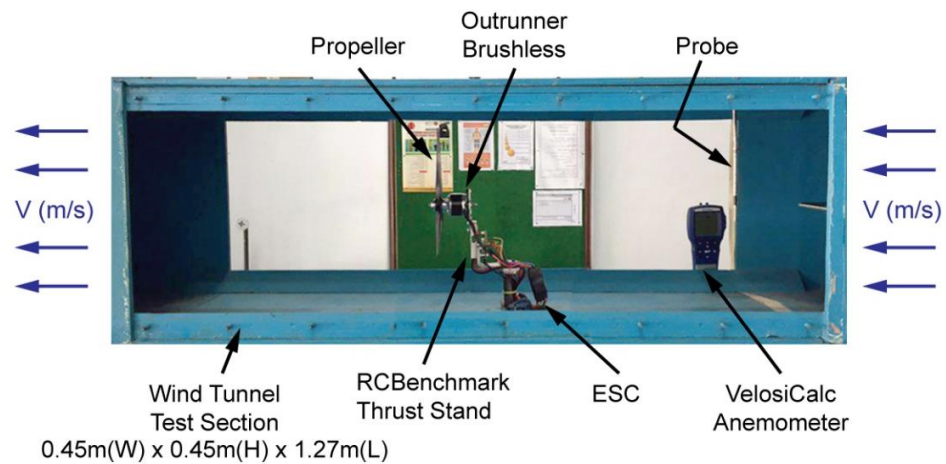 Outrunner
Brushless
Propeller
Probe
V (m/s)
V (m/s)
Wind Tunnel
Test Section
0.45m(W) x 0.45m(H) x 1.27m(L)
RCBenchmark
Thrust Stand
ESC
VelosiCalc
Anemometer